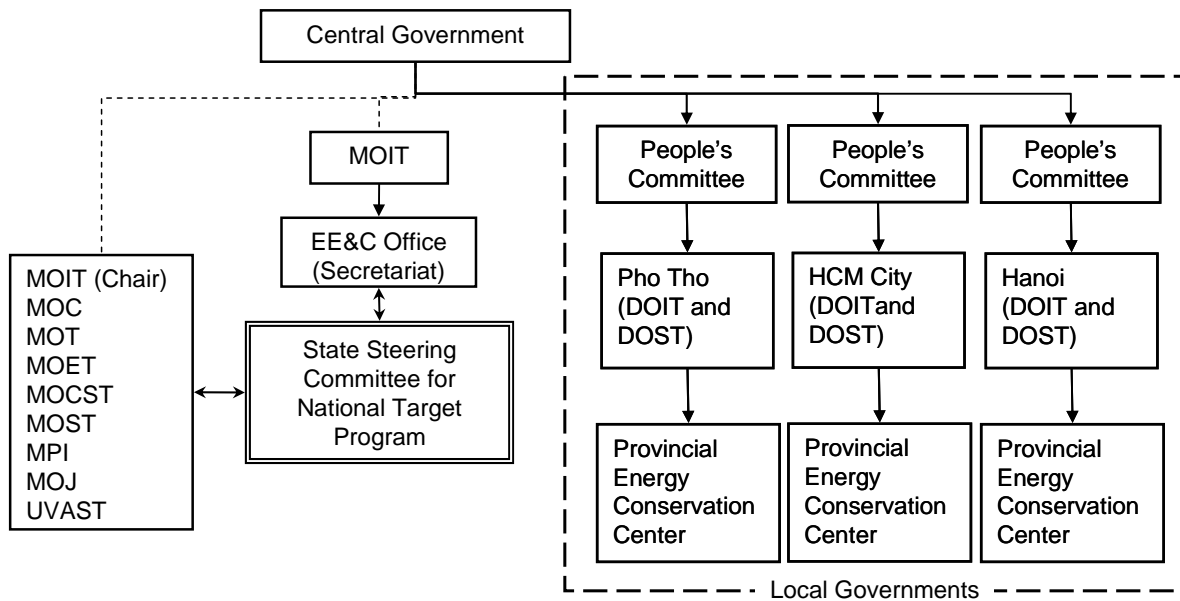 Central Government
MOIT
EE&C Office
(Secretariat)
State Steering
Committee for
National Target
Program
MOIT (Chair)
MOC
MOT
MOET
MOCST
MOST
MPI
MOJ
UVAST
People's
Committee
People's
Committee
People's
Committee
Pho Tho
(DOIT and
DOST)
HCM City
(DOITand
DOST)
Hanoi
(DOIT and
DOST)
Provincial
Energy
Conservation
Center
Provincial
Energy
Conservation
Center
Provincial
Energy
Conservation
Center
Local Governments